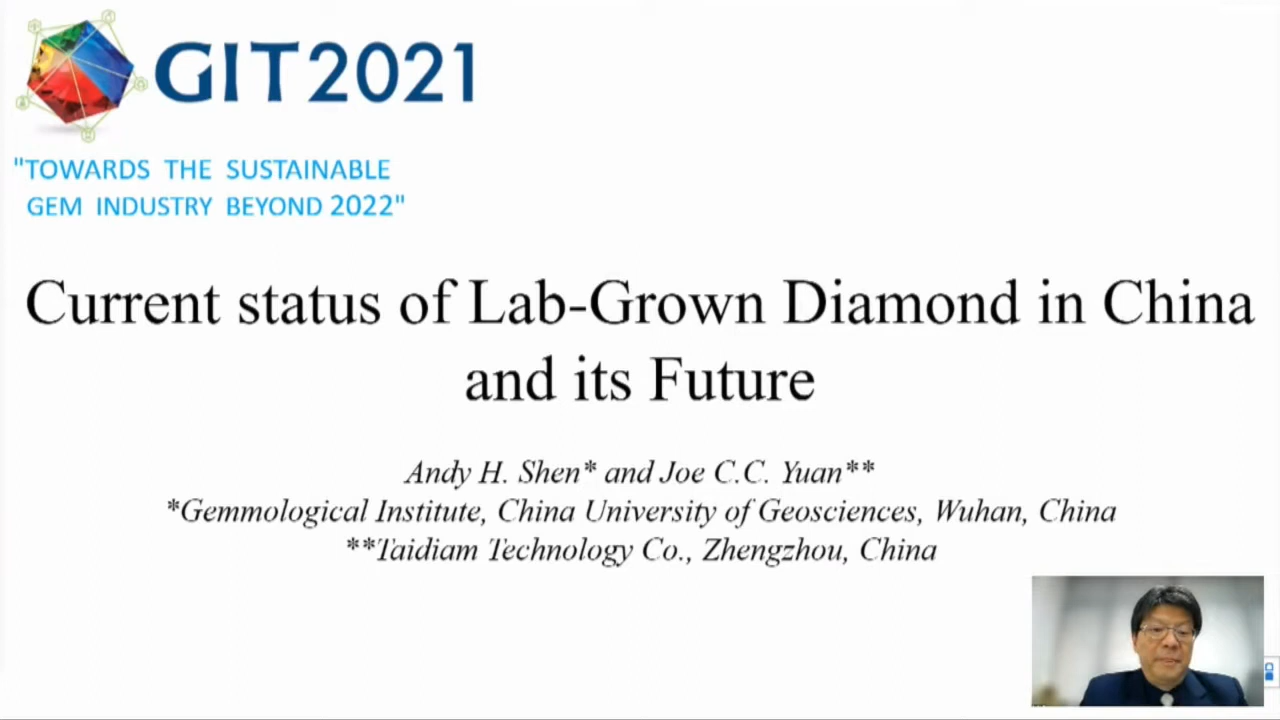 GIT2021
"TOWARDS THE SUSTAINABLE
GEM INDUSTRY BEYOND 2022"
Current status of Lab-Grown Diamond in China
and its Future
Andy H. Shen* and Joe C.C. Yuan**
*Gemmological Institute, China University of Geosciences, Wuhan, China
**Taidiam Technology Co., Zhengzhou, China